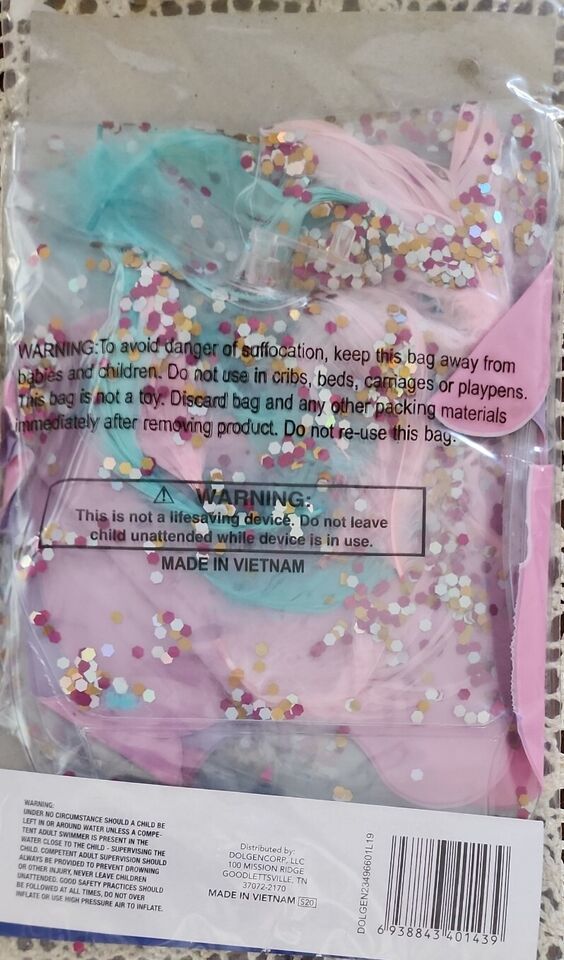 WARNING:To avoid danger of suffocation, keep this bag away from
babies and children. Do not use in cribs, beds, carriages or playpens.
This bag is not a toy. Discard bag and any other packing materials
immediately after removing product. Do not re-use this bag.
⚠ WARNING:
This is not a lifesaving device. Do not leave
child unattended while device is in use.
MADE IN VIETNAM
WARNING:
UNDER NO CIRCUMSTANCE SHOULD A CHILD BE
LEFT IN OR AROUND WATER UNLESS A COMPE-
TENT ADULT SWIMMER IS PRESENT IN THE
WATER CLOSE TO THE CHILD - SUPERVISING THE
CHILD. COMPETENT ADULT SUPERVISION SHOULD
ALWAYS BE PROVIDED TO PREVENT DROWNING
OR OTHER INJURY, NEVER LEAVE CHILDREN
UNATTENDED. GOOD SAFETY PRACTICES SHOULD
BE FOLLOWED AT ALL TIMES, DO NOT OVER
INFLATE OR USE HIGH PRESSURE AIR TO INFLATE.
Distributed by:
DOLGENCORP, LLC
100 MISSION RIDGE
GOODLETTSVILLE, TN
37072-2170
MADE IN VIETNAM S20
DOLGEN23496601L19
6 938843 401439